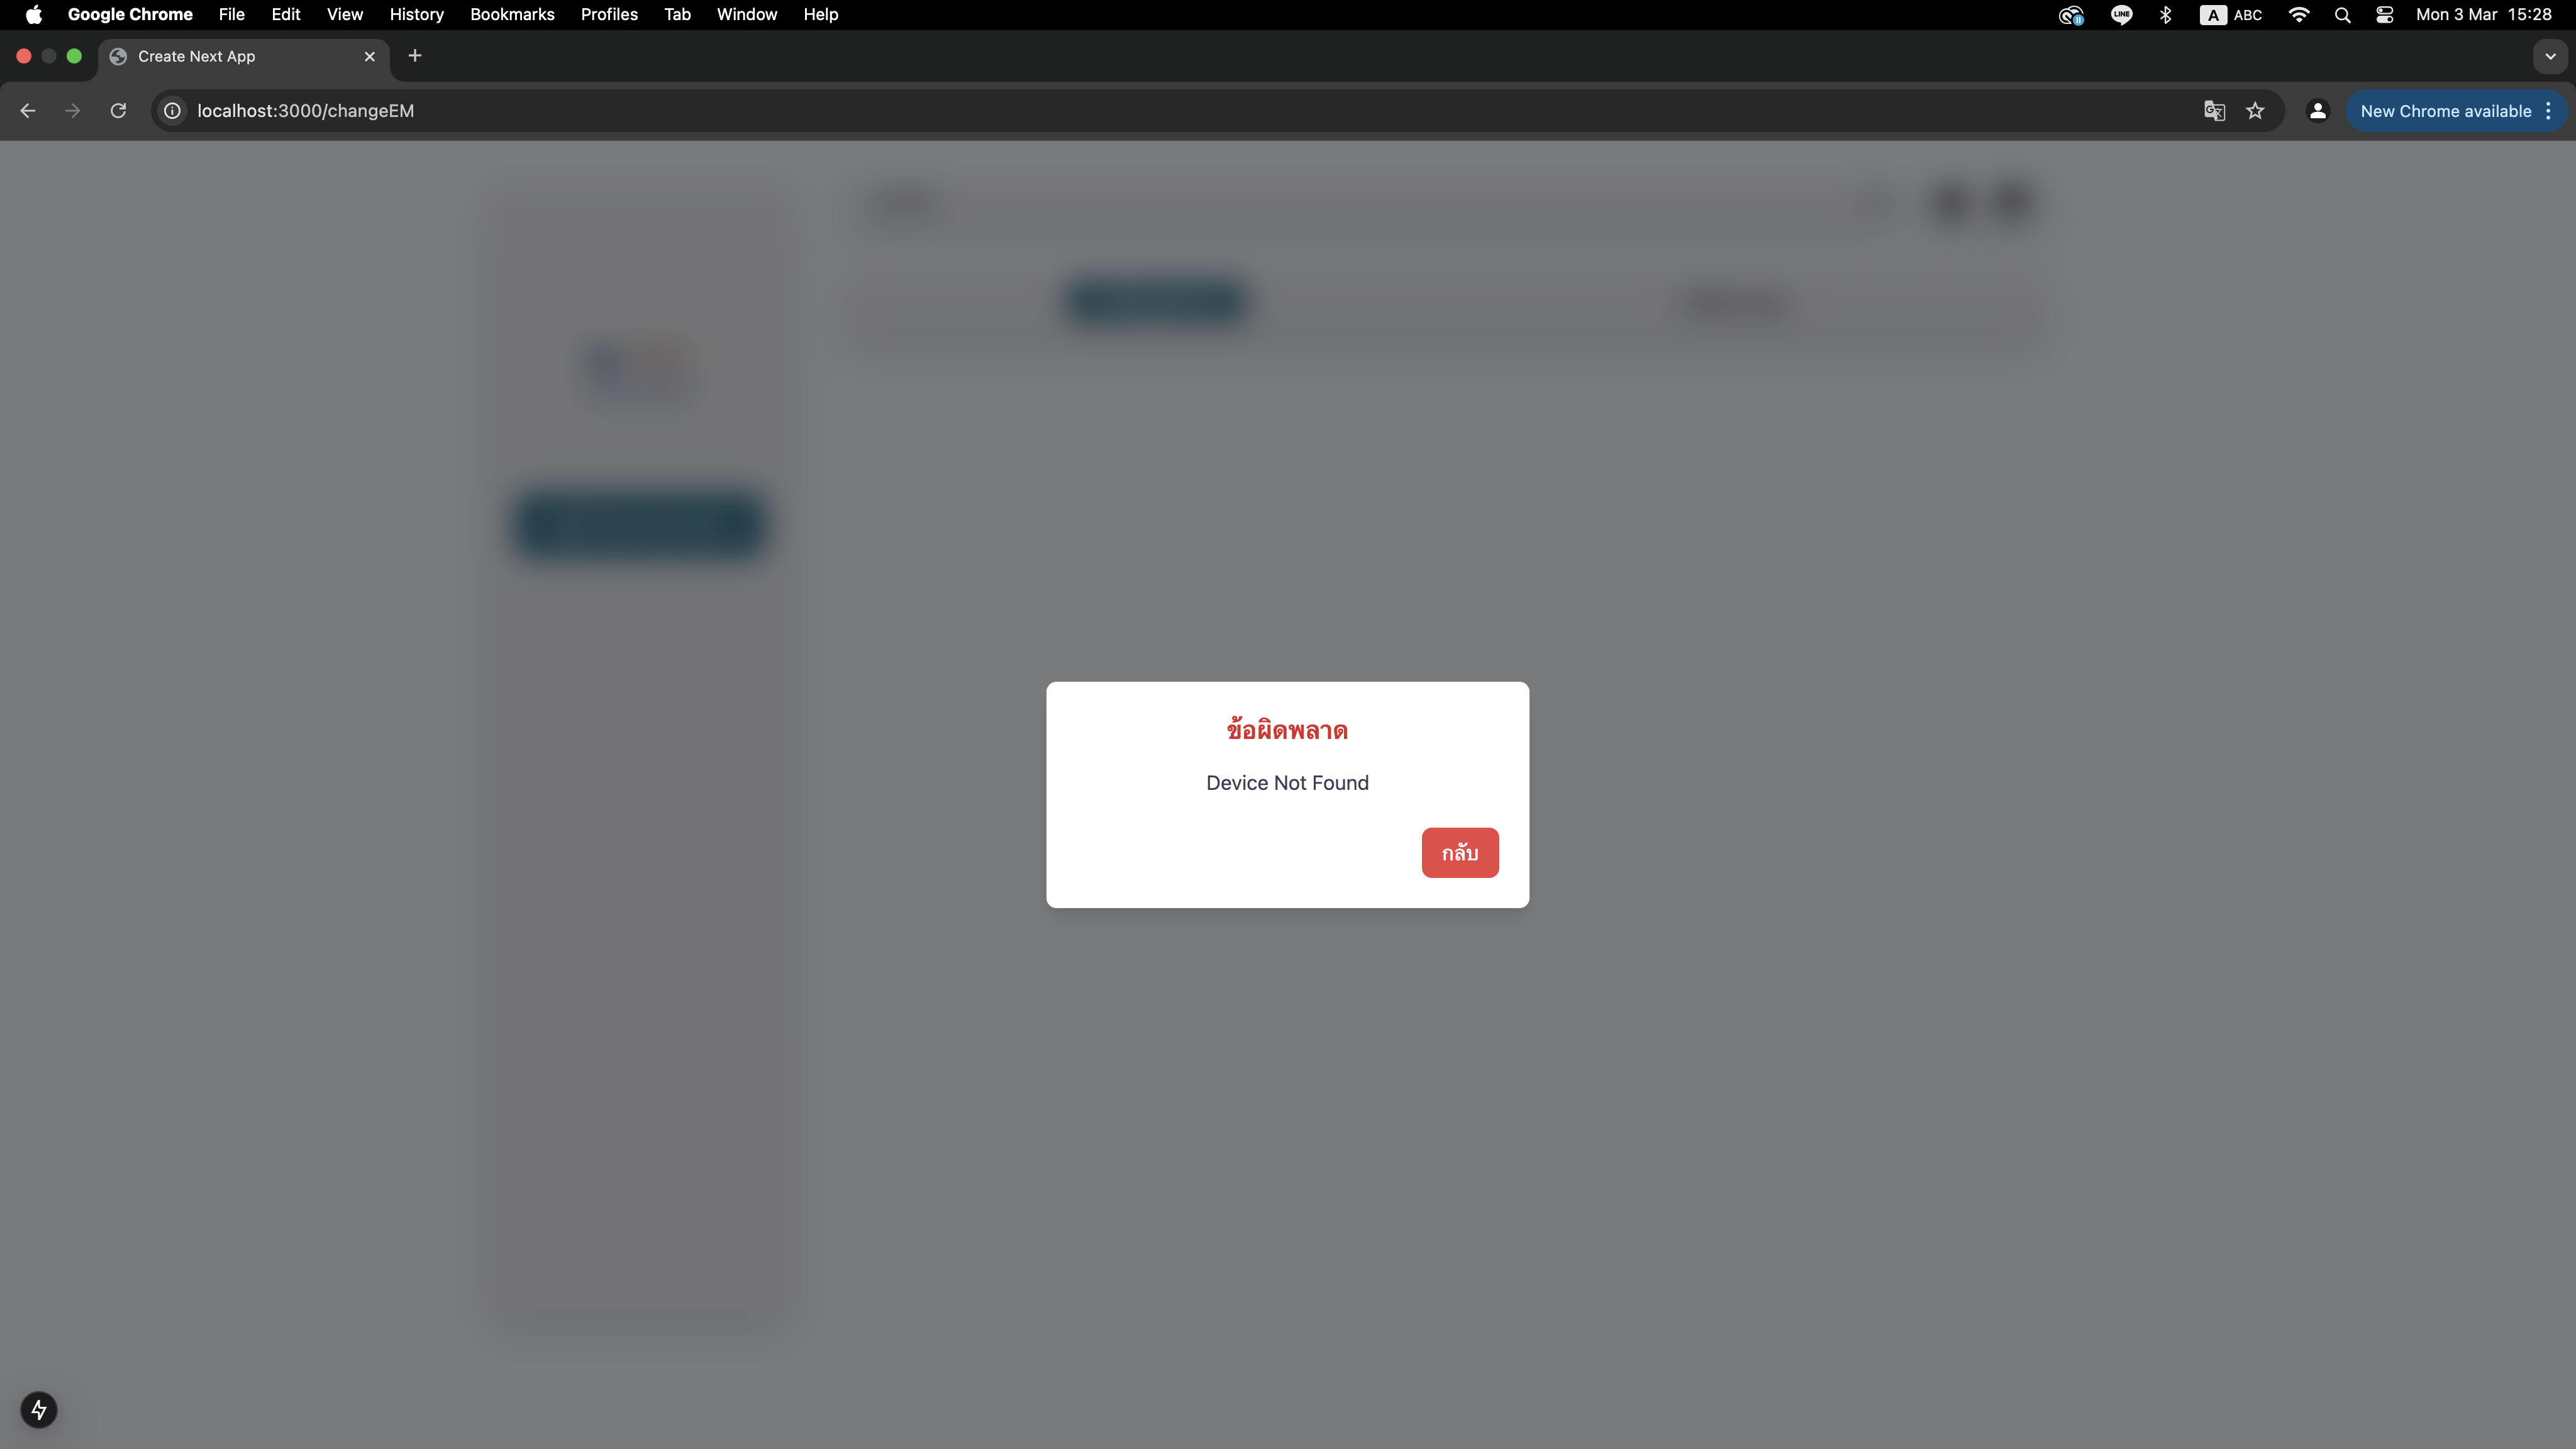 Google Chrome File Edit View History Bookmarks Profiles Tab Window Help LINE A ABC Mon 3 Mar 15:28
Create Next App
localhost:3000/changeEM New Chrome available
ข้อผิดพลาด
Device Not Found
กลับ